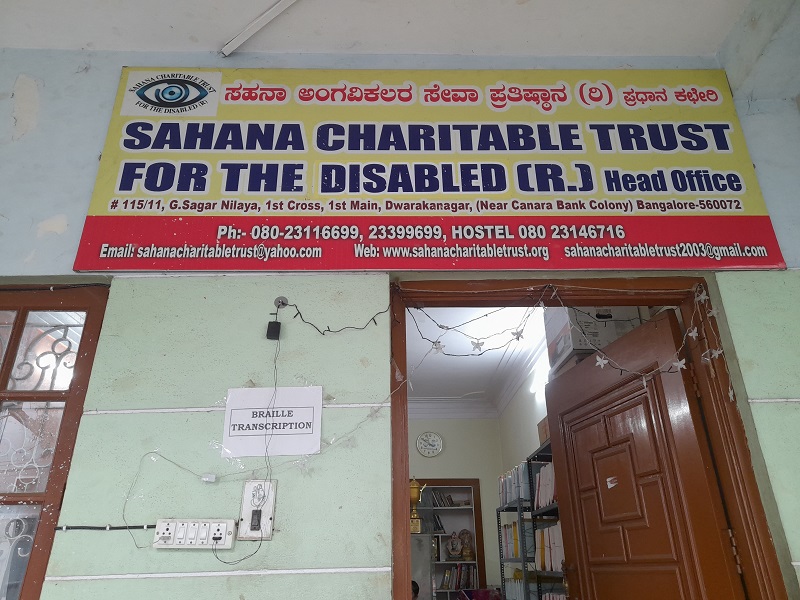 SAHANA CHARITABLE TRUST
FOR THE DISABLED (R)
ಸಹನಾ ಅಂಗವಿಕಲರ ಸೇವಾ ಪ್ರತಿಷ್ಠಾನ (ರಿ) ಪ್ರಧಾನ ಕಛೇರಿ
SAHANA CHARITABLE TRUST
FOR THE DISABLED (R.) Head Office
# 115/11, G.Sagar Nilaya, 1st Cross, 1st Main, Dwarakanagar, (Near Canara Bank Colony) Bangalore-560072
Ph:- 080-23116699, 23399699, HOSTEL 080 23146716
Email: sahanacharitabletrust@yahoo.com Web: www.sahanacharitabletrust.org sahanacharitabletrust2003@gmail.com
BRAILLE
TRANSCRIPTION